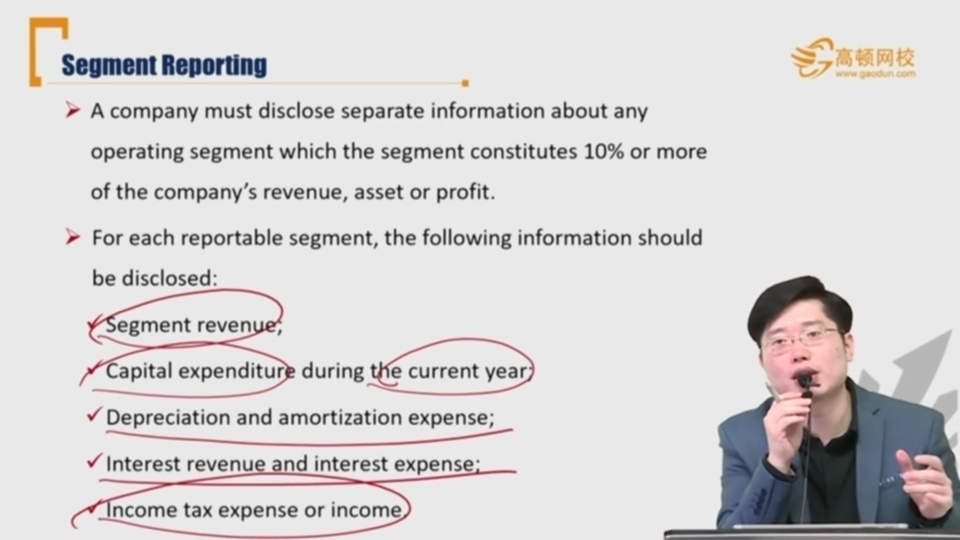 Segment Reporting
高顿网校
www.gaodun.com
A company must disclose separate information about any
operating segment which the segment constitutes 10% or more
of the company's revenue, asset or profit.
For each reportable segment, the following information should
be disclosed:
Segment revenue;
Capital expenditure during the current year;
Depreciation and amortization expense;
Interest revenue and interest expense;
Income tax expense or income